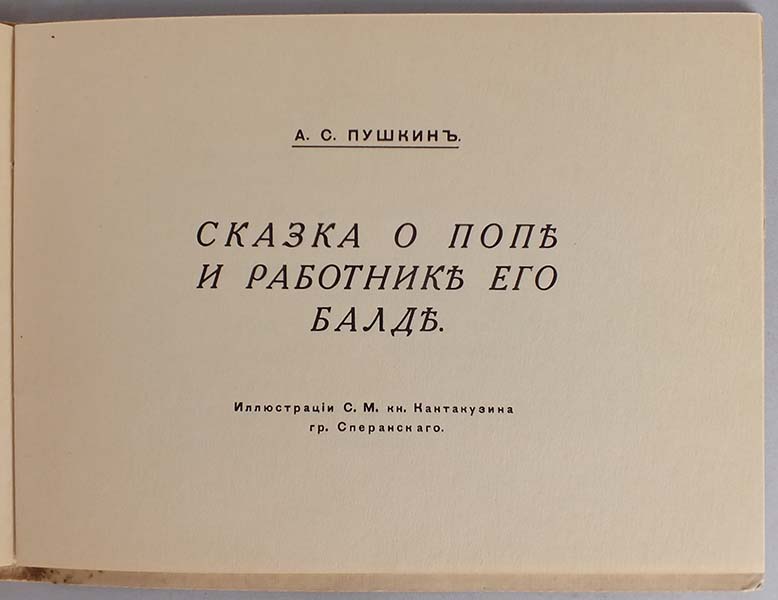 А. С. ПУШКИНЪ.
СКАЗКА О ПОПѢ
И РАБОТНИКѢ ЕГО
БАЛДѢ.
Иллюстраціи С. М. кн. Кантакузина
гр. Сперанскаго.